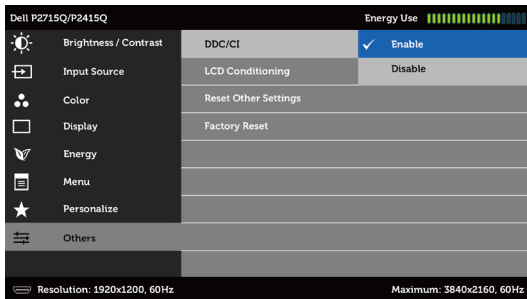 Dell P2715Q/P2415Q
Energy Use
Brightness / Contrast
DDC/CI
Enable
Input Source
LCD Conditioning
Disable
Color
Reset Other Settings
Display
Factory Reset
Energy
Menu
Personalize
Others
Resolution: 1920x1200, 60Hz
Maximum: 3840x2160, 60Hz